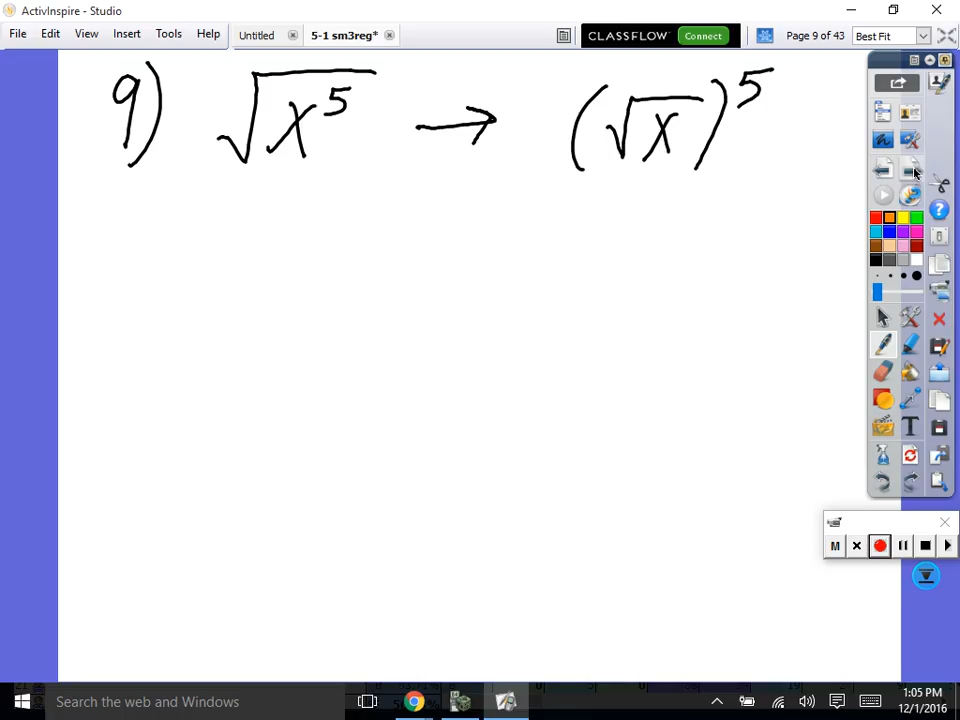 ActivInspire - Studio
File Edit View Insert Tools Help Untitled 5-1 sm3reg* CLASSFLOW Connect Page 9 of 43 Best Fit
9) √x⁵ → (√x)⁵
T
M
Search the web and Windows
1:05 PM
12/1/2016